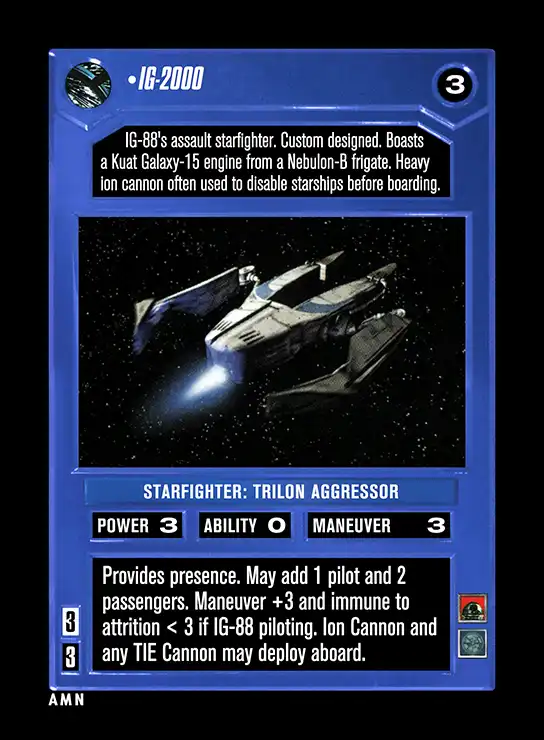 •IG-2000
3
IG-88's assault starfighter. Custom designed. Boasts
a Kuat Galaxy-15 engine from a Nebulon-B frigate. Heavy
ion cannon often used to disable starships before boarding.
STARFIGHTER: TRILON AGGRESSOR
POWER 3 ABILITY 0 MANEUVER 3
Provides presence. May add 1 pilot and 2
passengers. Maneuver +3 and immune to
attrition < 3 if IG-88 piloting. Ion Cannon and
any TIE Cannon may deploy aboard.
3
3
AMN